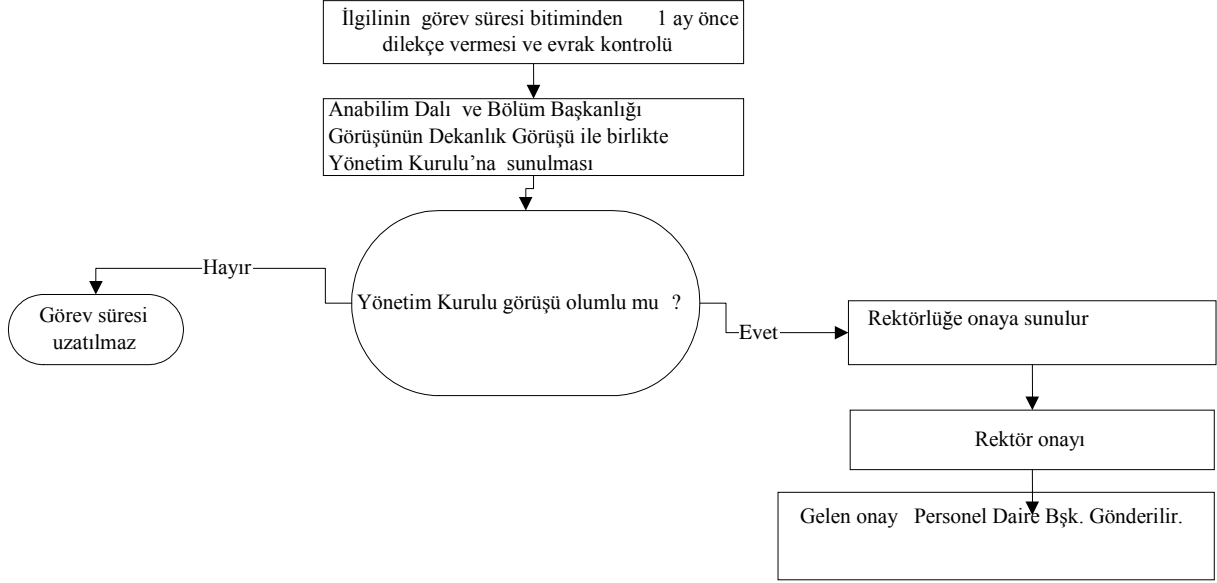 İlgilinin görev süresi bitiminden 1 ay önce
dilekçe vermesi ve evrak kontrolü
Anabilim Dalı ve Bölüm Başkanlığı
Görüşünün Dekanlık Görüşü ile birlikte
Yönetim Kurulu’na sunulması
Hayır
Yönetim Kurulu görüşü olumlu mu ?
Görev süresi
uzatılmaz
Evet
Rektörlüğe onaya sunulur
Rektör onayı
Gelen onay Personel Daire Bşk. Gönderilir.